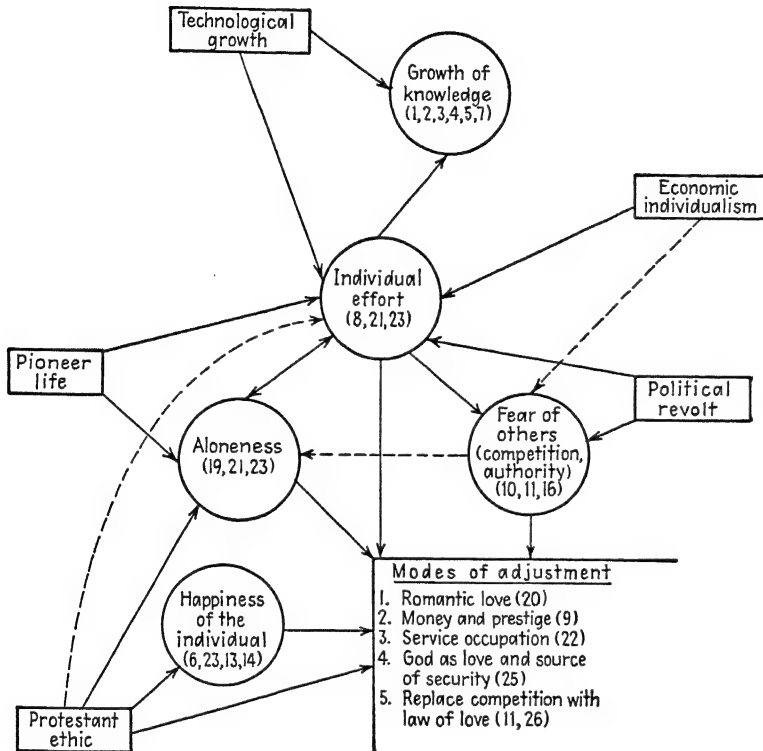 Technological
growth
Growth of
knowledge
(1,2,3,4,5,7)
Economic
individualism
Individual
effort
(8,21,23)
Pioneer
life
Political
revolt
Aloneness
(19,21,23)
Fear of
others
(competition,
authority)
(10,11,16)
Happiness
of the
individual
(6,23,13,14)
Protestant
ethic
Modes of adjustment
1. Romantic love (20)
2. Money and prestige (9)
3. Service occupation (22)
4. God as love and source
of security (25)
5. Replace competition with
law of love (11, 26)